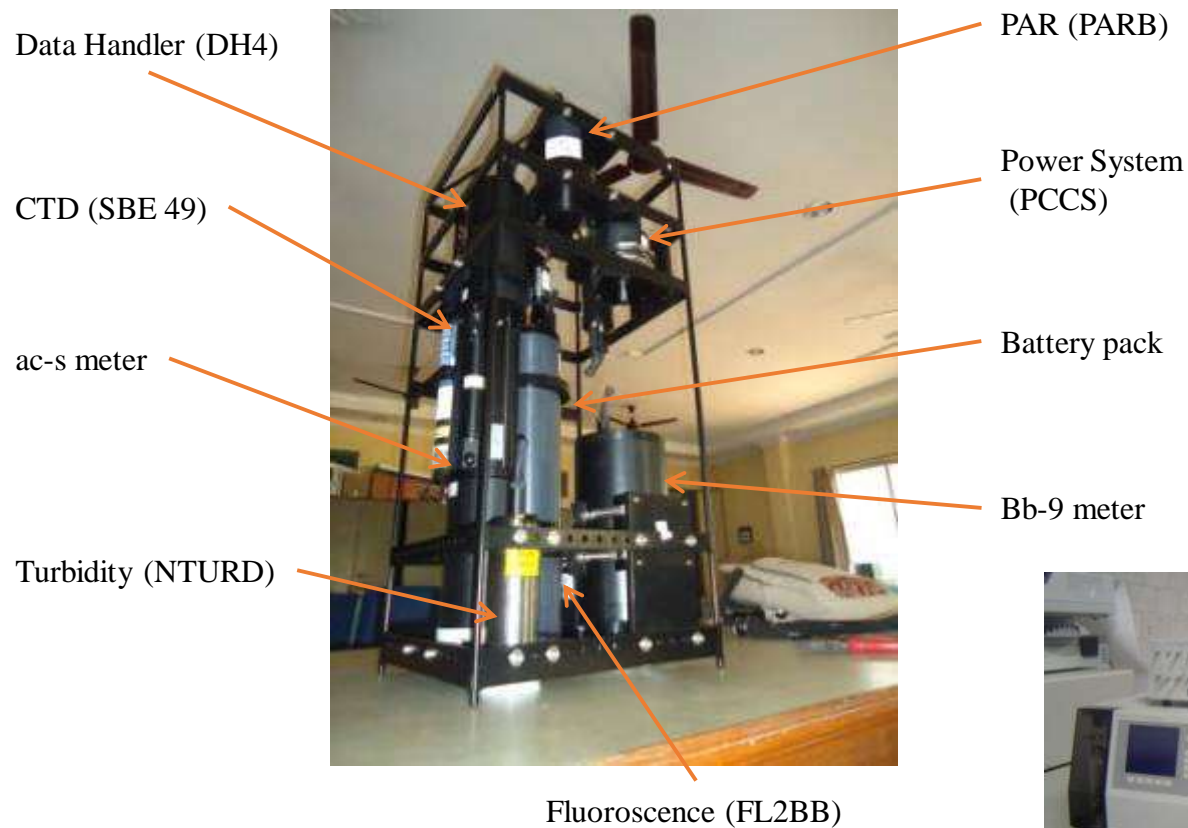 Data Handler (DH4)
CTD (SBE 49)
ac-s meter
Turbidity (NTURD)
PAR (PARB)
Power System
(PCCS)
Battery pack
Bb-9 meter
Fluoroscence (FL2BB)